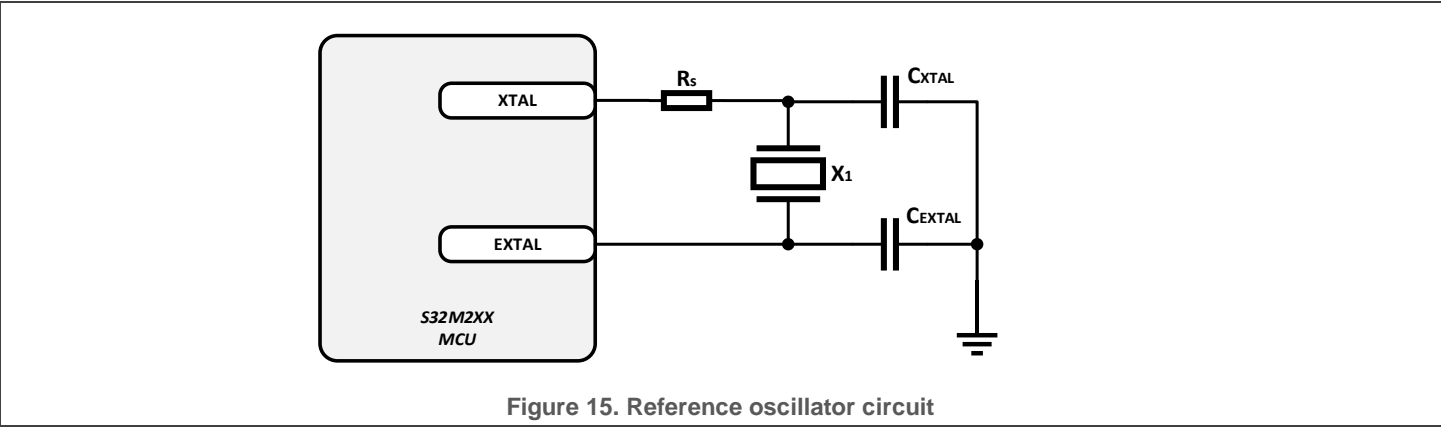 Rs
CXTAL
XTAL
X1
CEXTAL
EXTAL
S32M2XX
MCU
Figure 15. Reference oscillator circuit